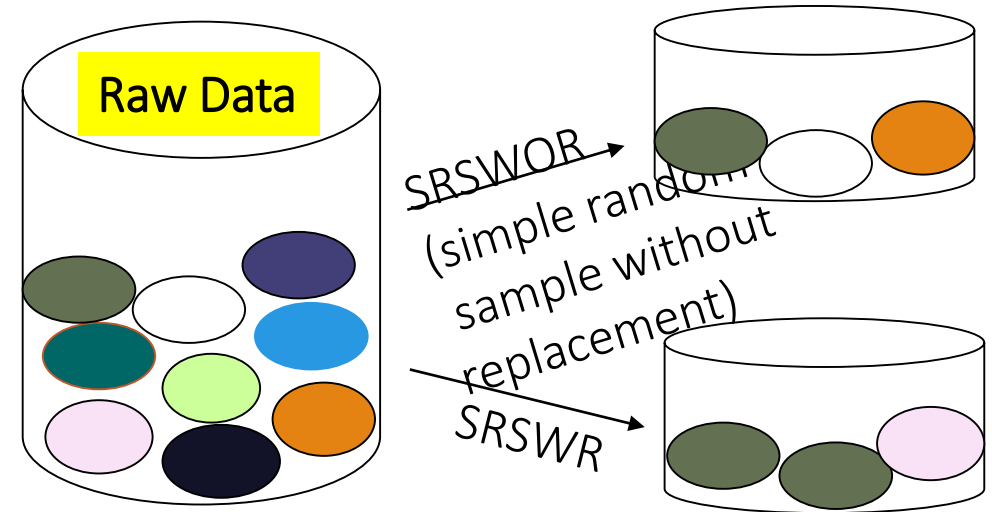 Raw Data
SRSWOR
(simple random
sample without
replacement)
SRSWR